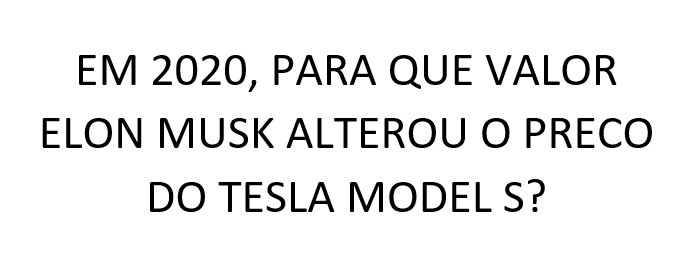 EM 2020, PARA QUE VALOR
ELON MUSK ALTEROU O PRECO
DO TESLA MODEL S?